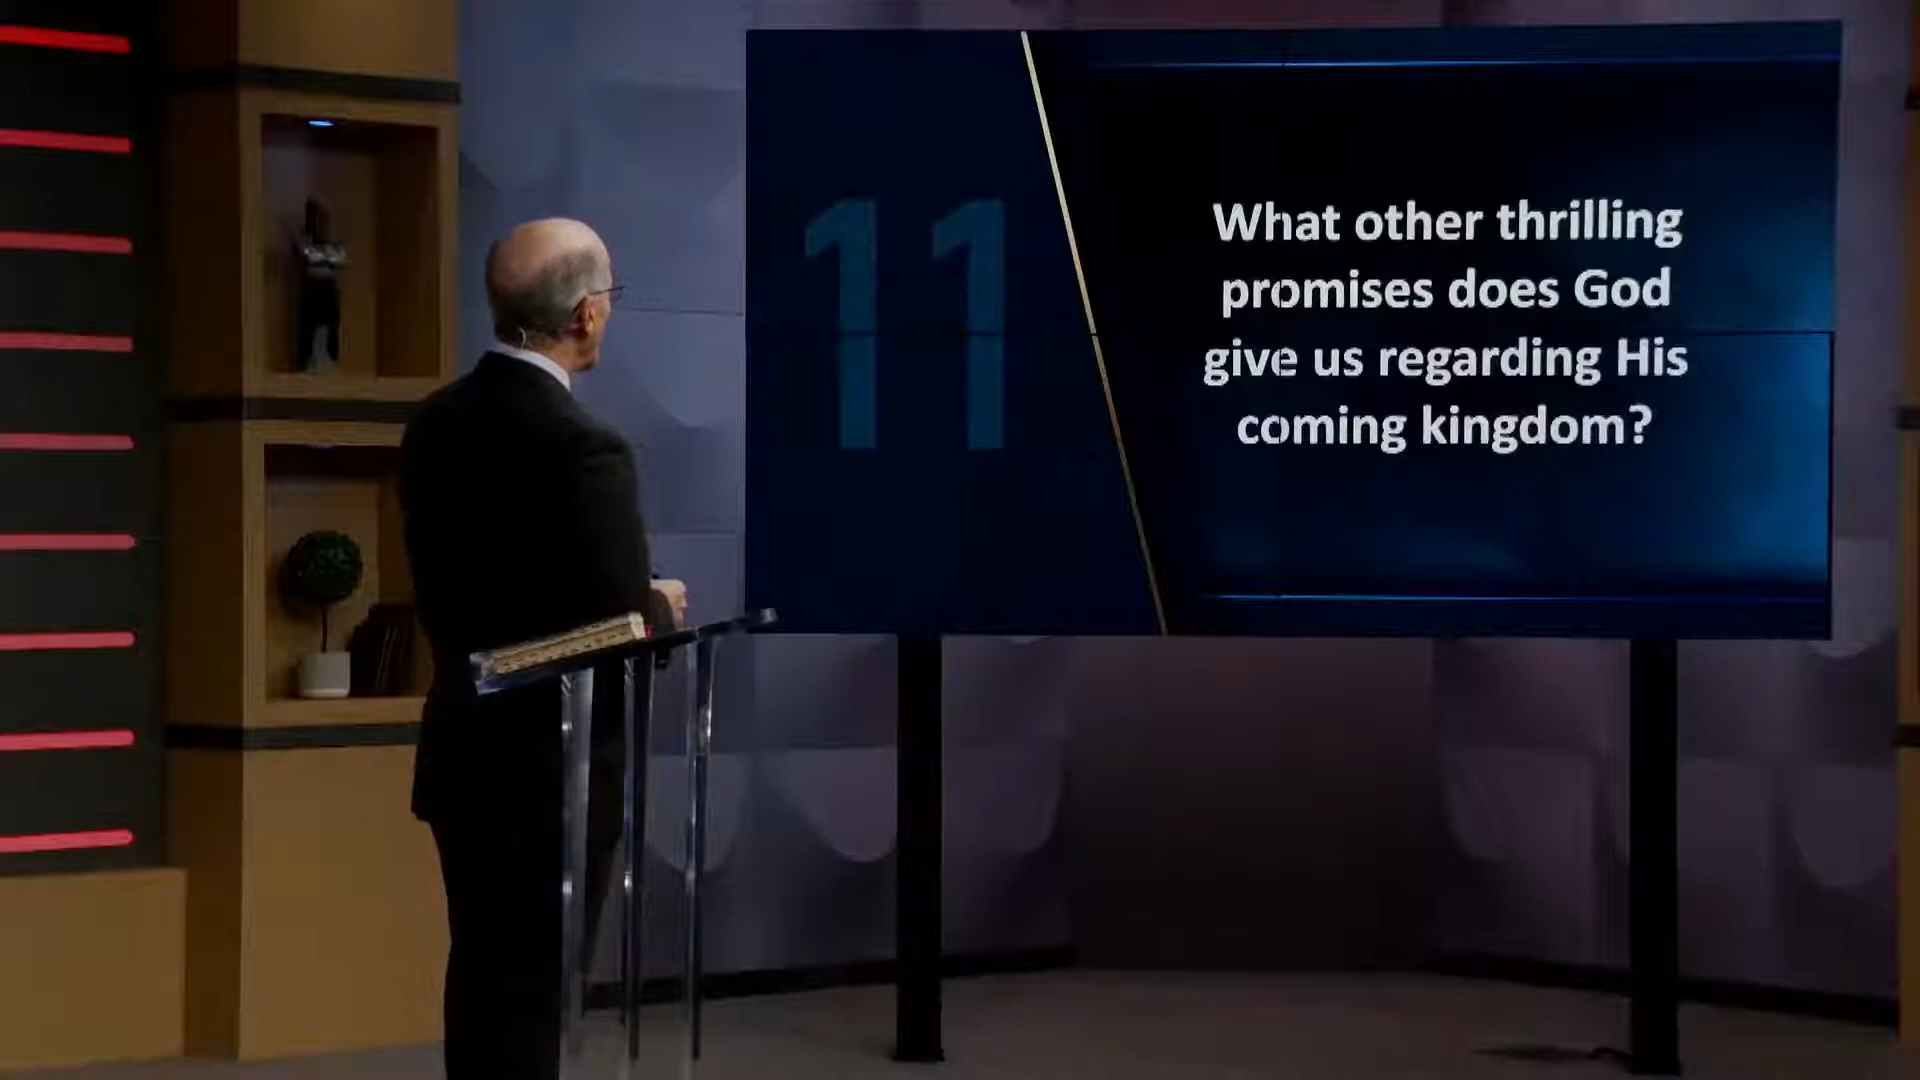 11
What other thrilling
promises does God
give us regarding His
coming kingdom?